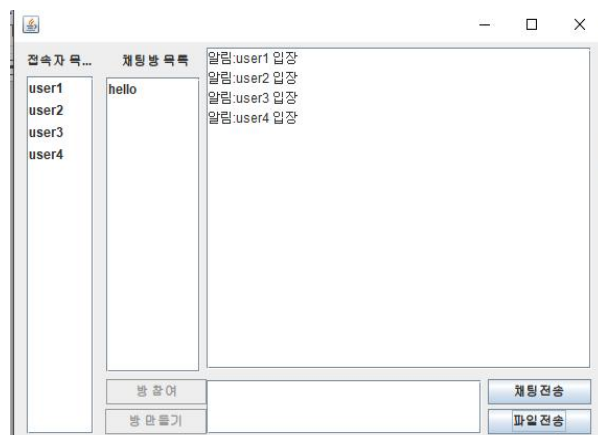 접속자 목...
채팅방 목록
user1
user2
user3
user4
hello
알림:user1 입장
알림:user2 입장
알림:user3 입장
알림:user4 입장
방 참여
방 만들기
채팅전송
파일전송